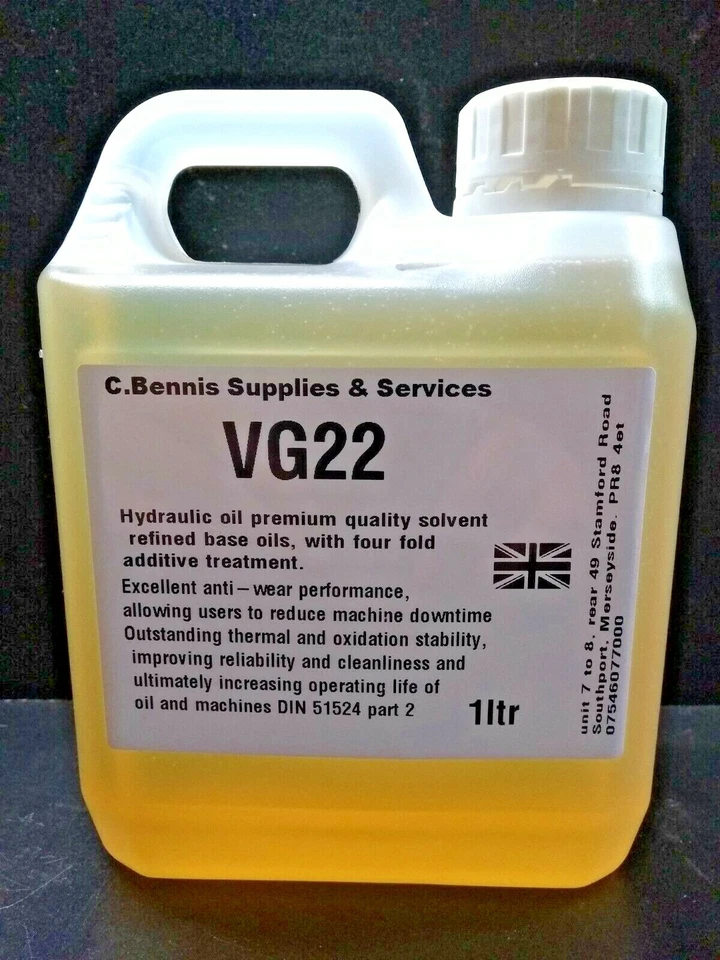 C.Bennis Supplies & Services
VG22
Hydraulic oil premium quality solvent
refined base oils, with four fold
additive treatment.
Excellent anti-wear performance,
allowing users to reduce machine downtime
Outstanding thermal and oxidation stability,
improving reliability and cleanliness and
ultimately increasing operating life of
oil and machines DIN 51524 part 2
1ltr
unit 7 to 8, rear 49 Stamford Road
Southport, Merseyside. PR8 4et
07546077000